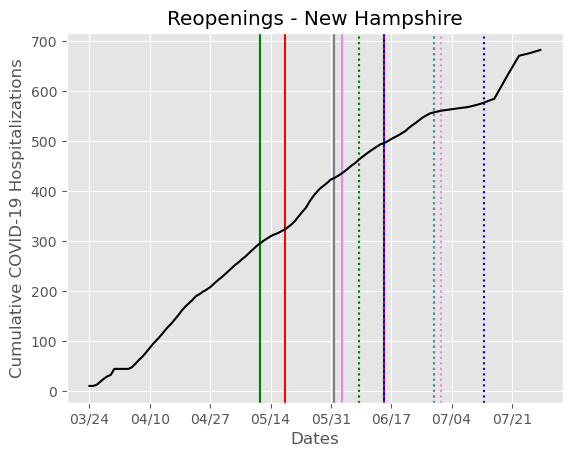 Reopenings - New Hampshire
Cumulative COVID-19 Hospitalizations
700
600
500
400
300
200
100
0
03/24 04/10 04/27 05/14 05/31 06/17 07/04 07/21
Dates